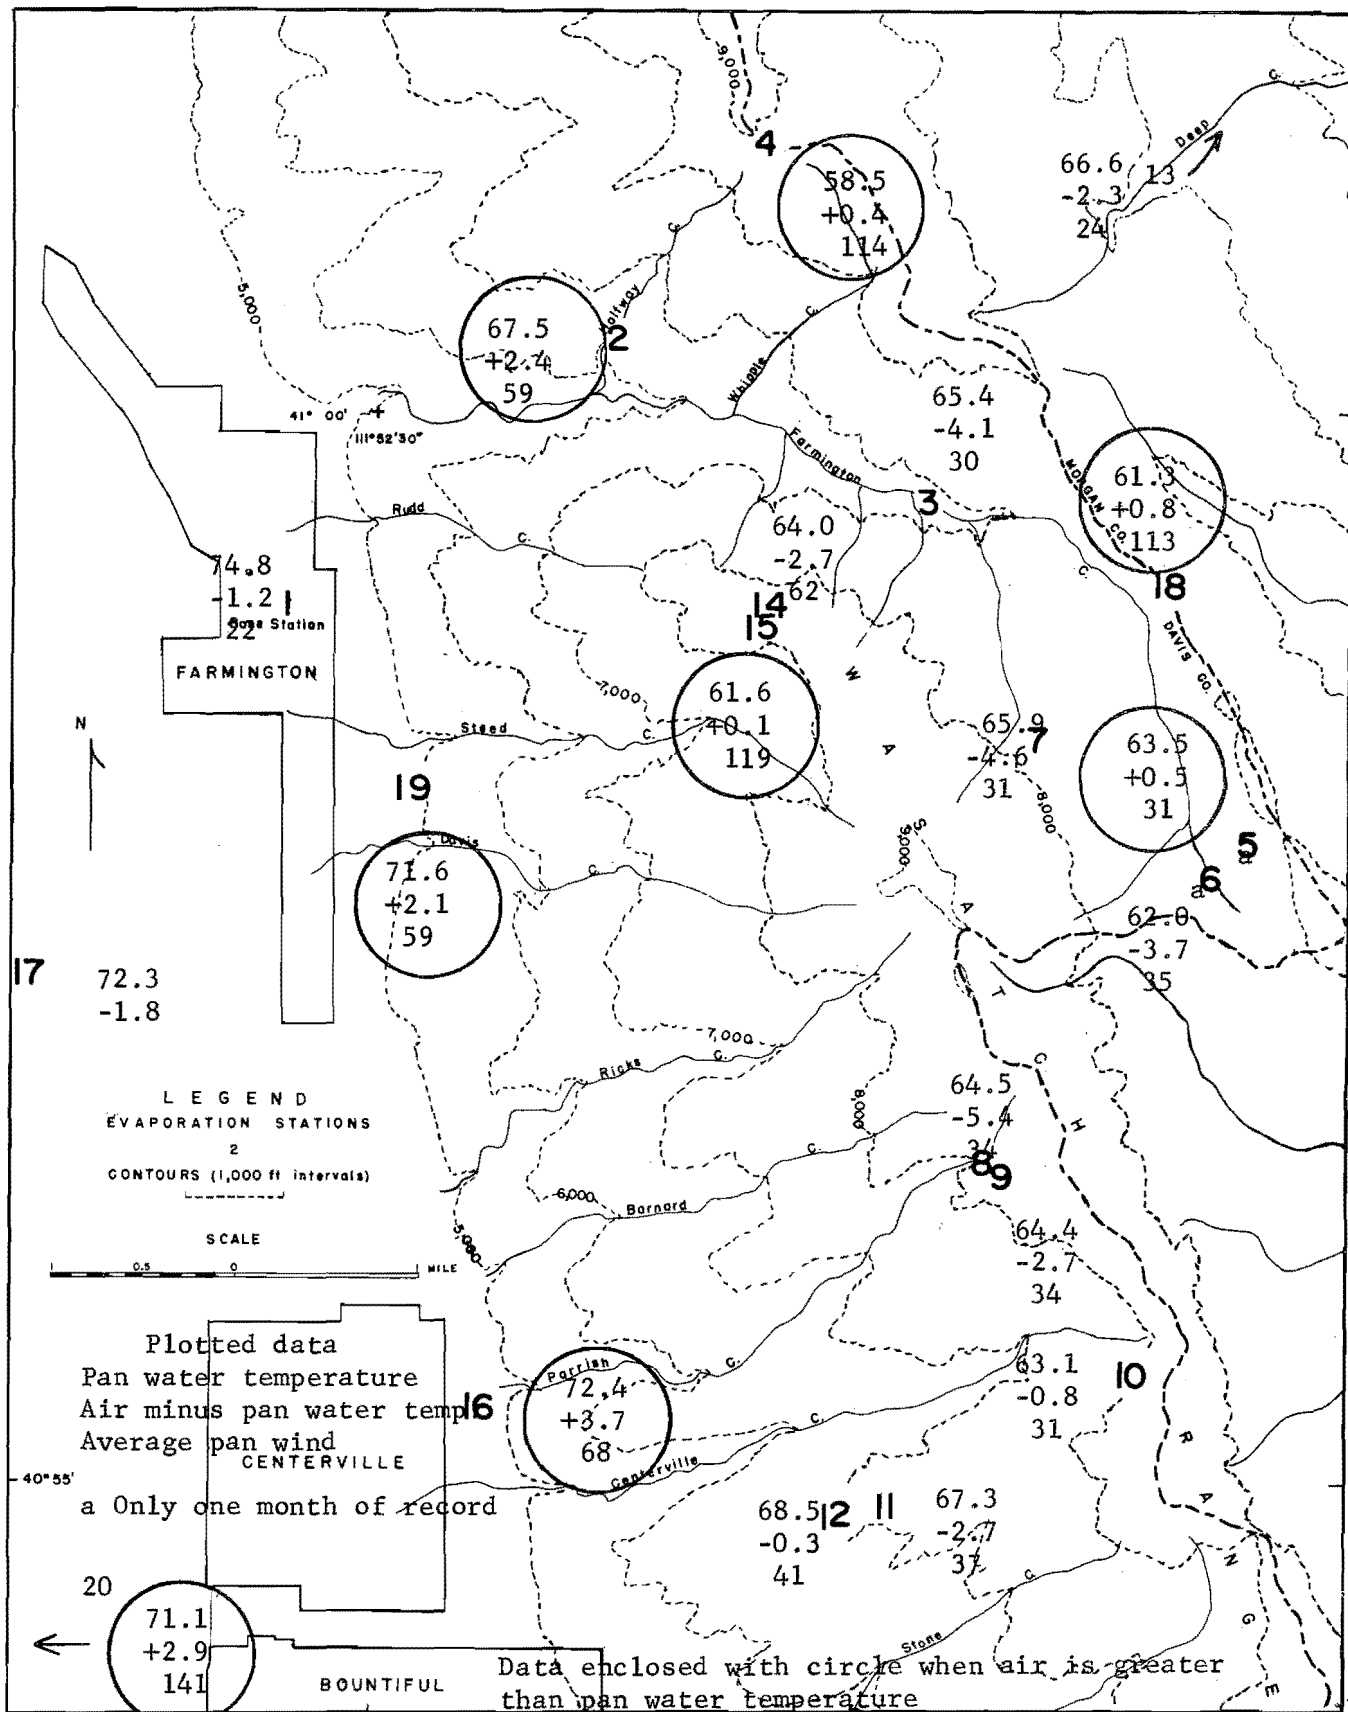 9,000
4
58.5
+0.4
114
66.6
-2.3
24
13
Deep
C.
5,000
67.5
+2.4
59
2
Halfway
C.
Whipple
C.
41° 00'
111°52'30"
65.4
-4.1
30
Farmington
3
C.
61.3
+0.8
113
MORGAN CO.
18
DAVIS CO.
Rudd
C.
64.0
-2.7
62
14
15
74.8
-1.2
22
1
Base Station
FARMINGTON
7,000
61.6
+0.1
119
Steed
C.
N
65.9
-4.6
31
7
63.5
+0.5
31
8,000
9,000
19
Davis
C.
71.6
+2.1
59
5
a
6
a
62.0
-3.7
35
17
72.3
-1.8
WASATCH RANGE
7,000
Ricks
C.
8,000
64.5
-5.4
34
8
9
LEGEND
EVAPORATION STATIONS
2
CONTOURS (1,000 ft intervals)
SCALE
0.5 0 MILE
6,000
5,000
Barnard
C.
64.4
-2.7
34
Plotted data
Pan water temperature
Air minus pan water temp
Average pan wind
CENTERVILLE
a Only one month of record
40°55'
16
Parrish
C.
72.4
+3.7
68
Centerville
C.
63.1
-0.8
31
10
68.5
-0.3
41
12
11
67.3
-2.7
37
20
71.1
+2.9
141
BOUNTIFUL
Stone
C.
Data enclosed with circle when air is greater
than pan water temperature